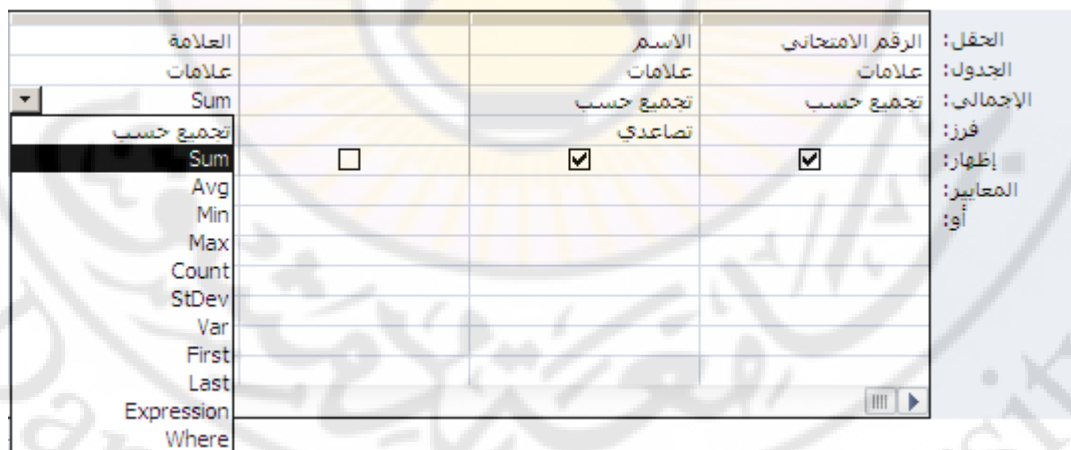 الحقل: الرقم الامتحاني الاسم العلامة
الجدول: علامات علامات علامات
الإجمالي: تجميع حسب تجميع حسب Sum
فرز: تصاعدي
إظهار:
المعايير:
أو:
تجميع حسب
Sum
Avg
Min
Max
Count
StDev
Var
First
Last
Expression
Where